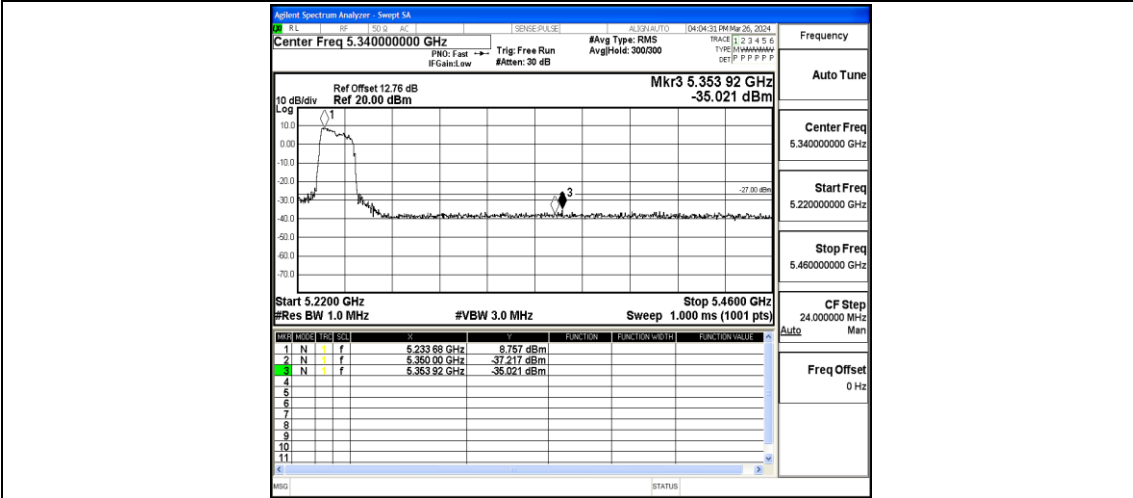 Agilent Spectrum Analyzer - Swept SA
RL RF 50 Ω AC SENSE:PULSE ALIGN AUTO 04:04:31 PM Mar 26, 2024
Center Freq 5.340000000 GHz
PNO: Fast
IFGain:Low
Trig: Free Run
#Atten: 30 dB
#Avg Type: RMS
Avg|Hold: 300/300
TRACE 1 2 3 4 5 6
TYPE
DET P P P P P P
Mkr3 5.353 92 GHz
-35.021 dBm
Ref Offset 12.76 dB
10 dB/div Ref 20.00 dBm
Log
10.0
0.00
-10.0
-20.0
-30.0
-40.0
-50.0
-60.0
-70.0
1
3
-27.00 dBm
Start 5.2200 GHz Stop 5.4600 GHz
#Res BW 1.0 MHz #VBW 3.0 MHz Sweep 1.000 ms (1001 pts)
MKR MODE TRC SCL X Y FUNCTION FUNCTION WIDTH FUNCTION VALUE
1 N 1 f 5.233 68 GHz 8.757 dBm
2 N 1 f 5.350 00 GHz -37.217 dBm
3 N 1 f 5.353 92 GHz -35.021 dBm
4
5
6
7
8
9
10
11
MSG STATUS
Frequency
Auto Tune
Center Freq
5.340000000 GHz
Start Freq
5.220000000 GHz
Stop Freq
5.460000000 GHz
CF Step
24.000000 MHz
Auto Man
Freq Offset
0 Hz